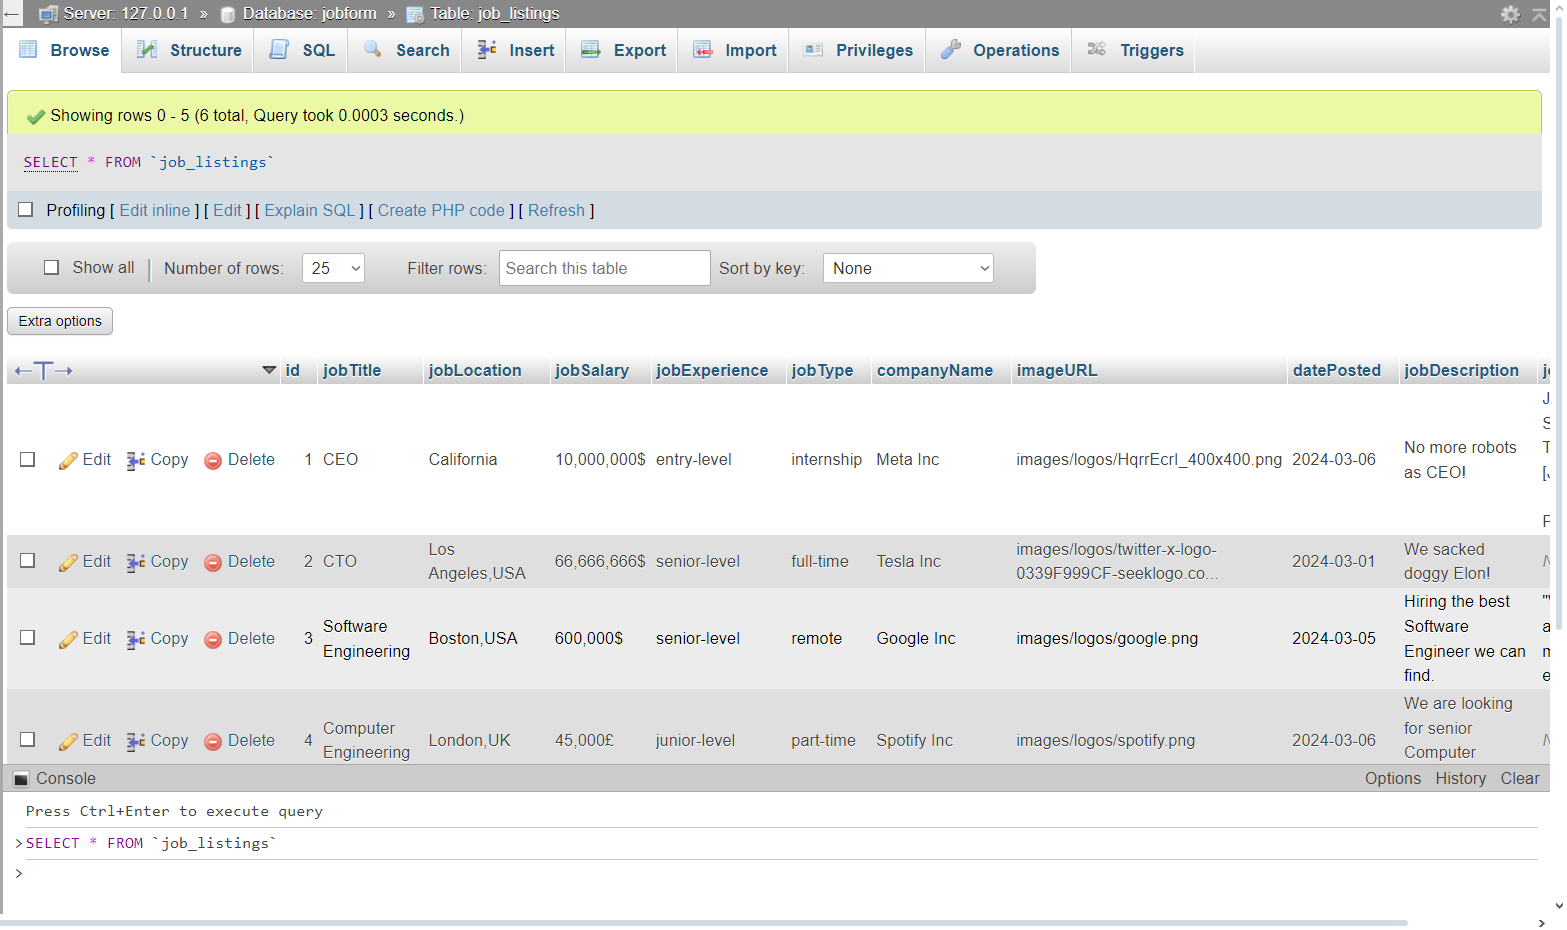 Server: 127.0.0.1 » Database: jobform » Table: job_listings
Browse Structure SQL Search Insert Export Import Privileges Operations Triggers
Showing rows 0 - 5 (6 total, Query took 0.0003 seconds.)
SELECT * FROM `job_listings`
Profiling [ Edit inline ] [ Edit ] [ Explain SQL ] [ Create PHP code ] [ Refresh ]
Show all Number of rows: 25 Filter rows: Search this table Sort by key: None
Extra options
←T→ id jobTitle jobLocation jobSalary jobExperience jobType companyName imageURL datePosted jobDescription
Edit Copy Delete 1 CEO California 10,000,000$ entry-level internship Meta Inc images/logos/HqrrEcrI_400x400.png 2024-03-06 No more robots
as CEO!
Edit Copy Delete 2 CTO Los
Angeles,USA 66,666,666$ senior-level full-time Tesla Inc images/logos/twitter-x-logo-
0339F999CF-seeklogo.co... 2024-03-01 We sacked
doggy Elon!
Edit Copy Delete 3 Software
Engineering Boston,USA 600,000$ senior-level remote Google Inc images/logos/google.png 2024-03-05 Hiring the best
Software
Engineer we can
find.
Edit Copy Delete 4 Computer
Engineering London,UK 45,000£ junior-level part-time Spotify Inc images/logos/spotify.png 2024-03-06 We are looking
for senior
Computer
Console Options History Clear
Press Ctrl+Enter to execute query
>SELECT * FROM `job_listings`
>